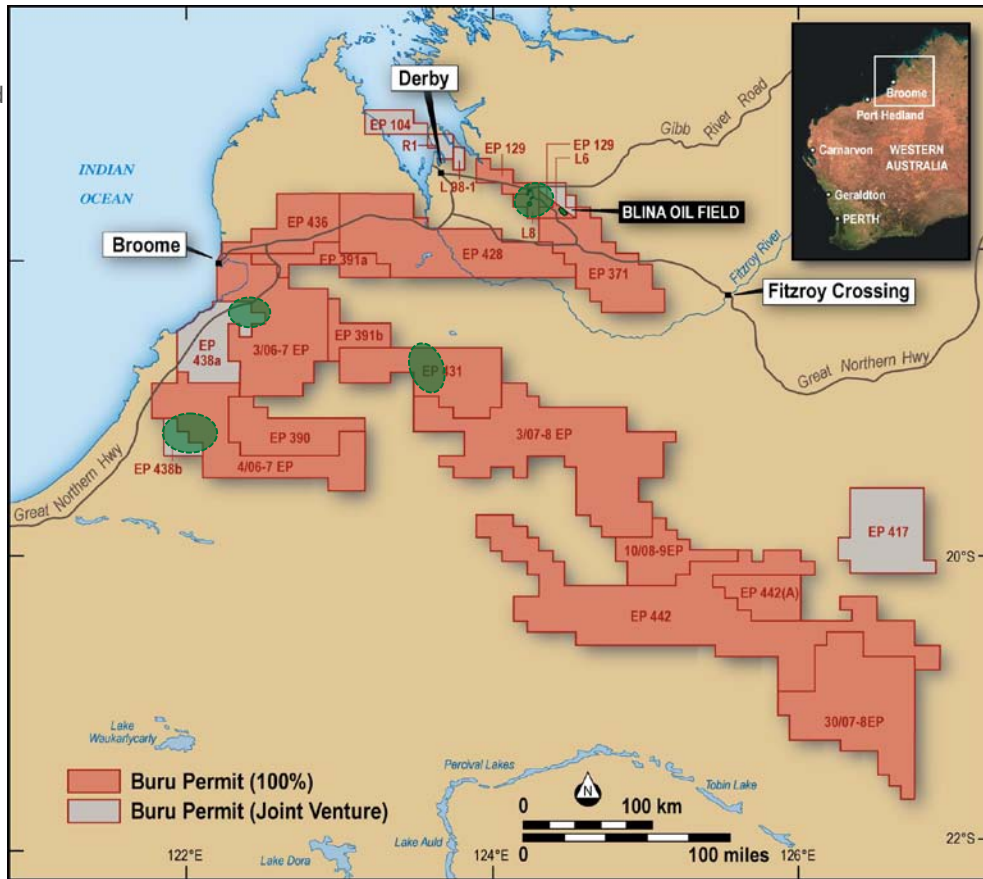 Derby
Broome
Port Hedland
Carnarvon
WESTERN
AUSTRALIA
Geraldton
PERTH
EP 104
R1
L 98-1
EP 129
EP 129
L6
Gibb River Road
INDIAN
OCEAN
BLINA OIL FIELD
L8
EP 436
EP 428
EP 391a
EP 371
Broome
Fitzroy River
Fitzroy Crossing
EP
438a
3/06-7 EP
EP 391b
EP 431
Great Northern Hwy
EP 390
3/07-8 EP
EP 438b
4/06-7 EP
Great Northern Hwy
EP 417
20°S
10/08-9EP
EP 442(A)
EP 442
30/07-8EP
Lake
Waukarlycarly
Percival Lakes
Tobin Lake
Buru Permit (100%)
Buru Permit (Joint Venture)
N
0 100 km
0 100 miles
Lake Auld
Lake Dora
22°S
122°E
124°E
126°E